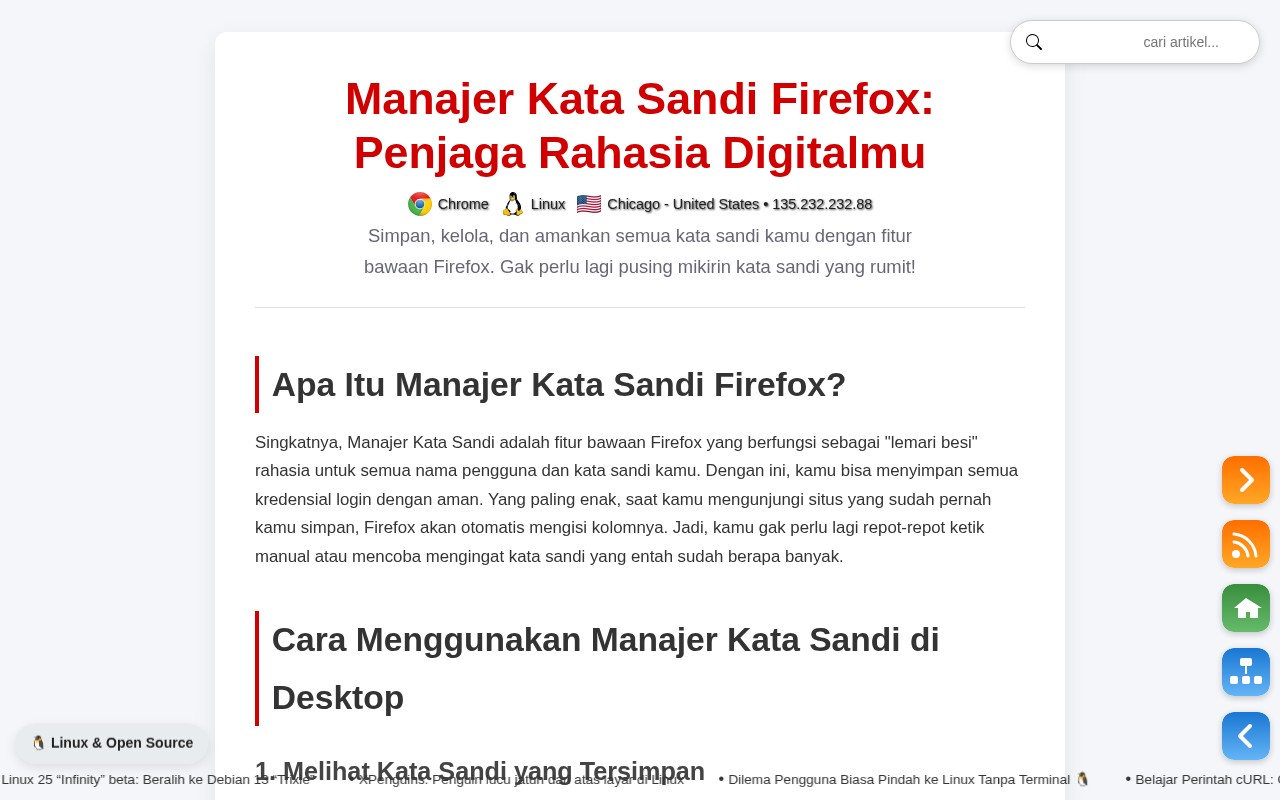 cari artikel...
Manajer Kata Sandi Firefox:
Penjaga Rahasia Digitalmu
Chrome Linux Chicago - United States • 135.232.232.88
Simpan, kelola, dan amankan semua kata sandi kamu dengan fitur
bawaan Firefox. Gak perlu lagi pusing mikirin kata sandi yang rumit!
Apa Itu Manajer Kata Sandi Firefox?
Singkatnya, Manajer Kata Sandi adalah fitur bawaan Firefox yang berfungsi sebagai "lemari besi"
rahasia untuk semua nama pengguna dan kata sandi kamu. Dengan ini, kamu bisa menyimpan semua
kredensial login dengan aman. Yang paling enak, saat kamu mengunjungi situs yang sudah pernah
kamu simpan, Firefox akan otomatis mengisi kolomnya. Jadi, kamu gak perlu lagi repot-repot ketik
manual atau mencoba mengingat kata sandi yang entah sudah berapa banyak.
Cara Menggunakan Manajer Kata Sandi di
Desktop
Linux & Open Source
1. Melihat Kata Sandi yang Tersimpan
Linux 25 “Infinity” beta: Beralih ke Debian 13 “Trixie” • XPenguins: Penguin lucu jatuh dari atas layar di Linux • Dilema Pengguna Biasa Pindah ke Linux Tanpa Terminal 🐧 • Belajar Perintah cURL: